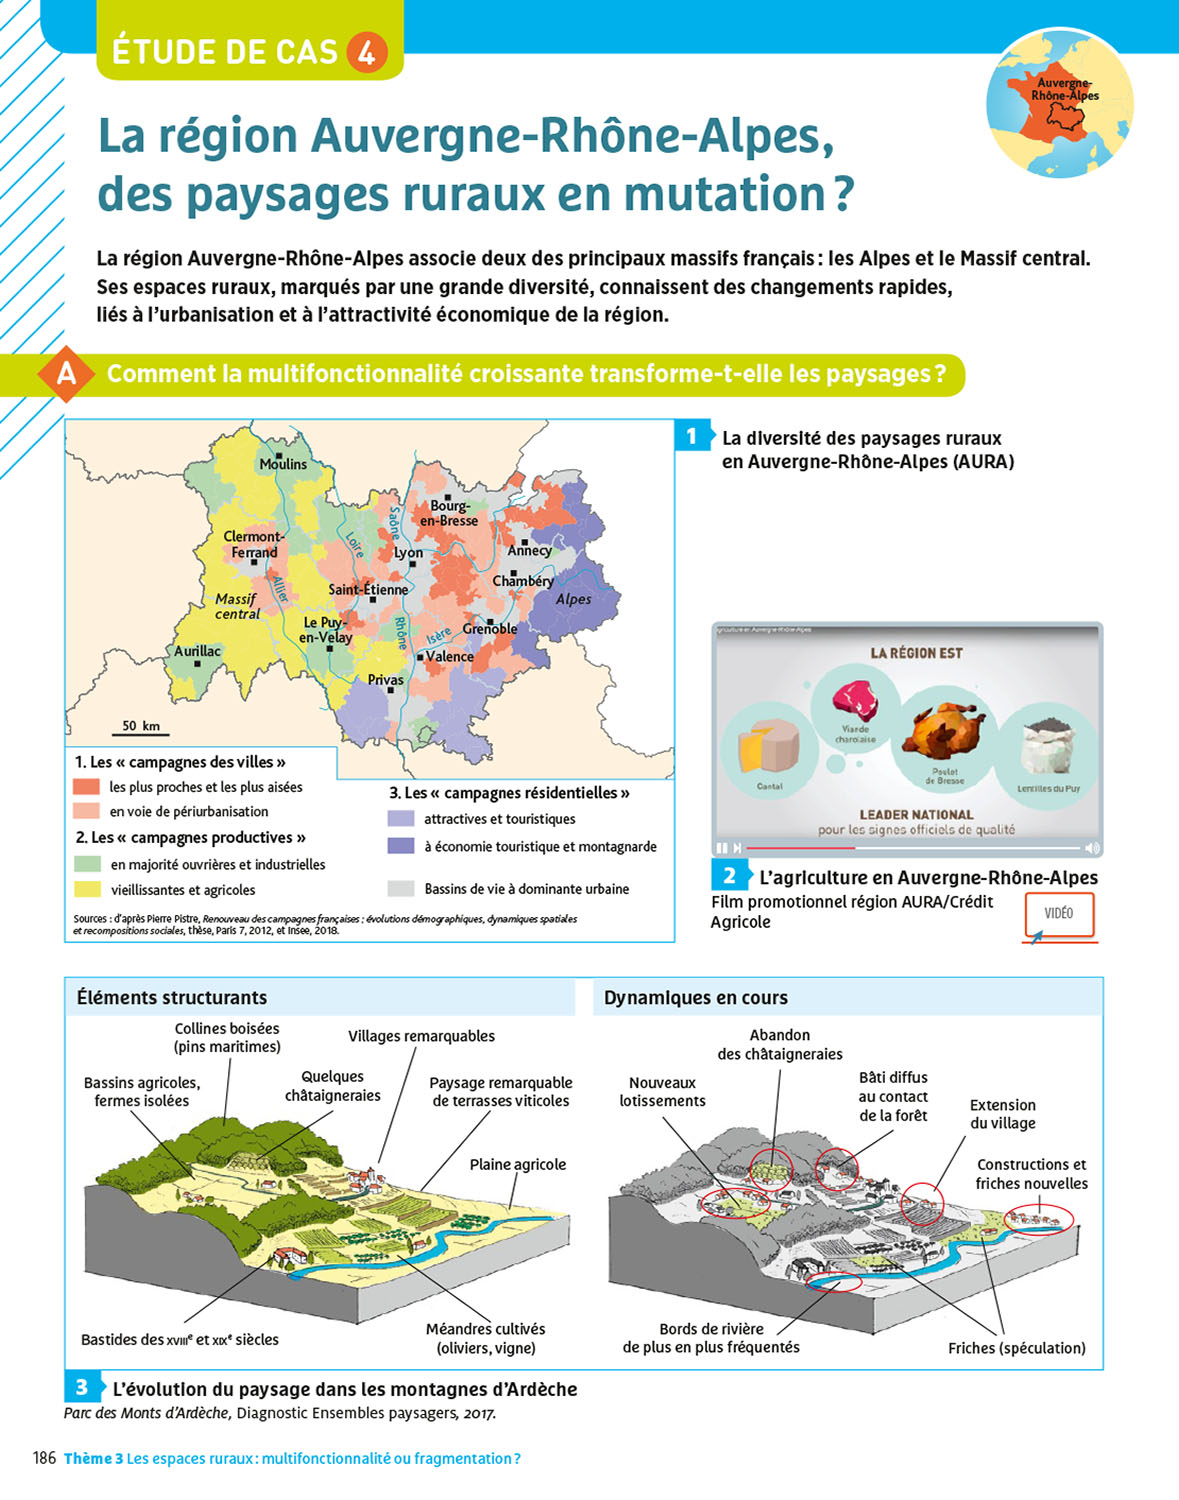 ÉTUDE DE CAS 4
Auvergne-
Rhône-Alpes
La région Auvergne-Rhône-Alpes,
des paysages ruraux en mutation ?
La région Auvergne-Rhône-Alpes associe deux des principaux massifs français : les Alpes et le Massif central.
Ses espaces ruraux, marqués par une grande diversité, connaissent des changements rapides,
liés à l'urbanisation et à l'attractivité économique de la région.
A Comment la multifonctionnalité croissante transforme-t-elle les paysages ?
1 La diversité des paysages ruraux
en Auvergne-Rhône-Alpes (AURA)
Moulins
Bourg-
en-Bresse
Saône
Clermont-
Ferrand
Loire
Lyon
Annecy
Chambéry
Allier
Saint-Étienne
Massif
central
Alpes
Le Puy-
en-Velay
Rhône
Isère
Grenoble
Aurillac
Valence
Privas
50 km
1. Les « campagnes des villes »
les plus proches et les plus aisées
en voie de périurbanisation
2. Les « campagnes productives »
en majorité ouvrières et industrielles
vieillissantes et agricoles
3. Les « campagnes résidentielles »
attractives et touristiques
à économie touristique et montagnarde
Bassins de vie à dominante urbaine
Sources : d'après Pierre Pistre, Renouveau des campagnes françaises ; évolutions démographiques, dynamiques spatiales
et recompositions sociales, thèse, Paris 7, 2012, et Insee, 2018.
griculture en Auvergne-Rhône-Alpes
LA RÉGION EST
Viande
charolaise
Cantal
Poulet
de Bresse
Lentilles du Puy
LEADER NATIONAL
pour les signes officiels de qualité
2 L'agriculture en Auvergne-Rhône-Alpes
Film promotionnel région AURA/Crédit
Agricole
VIDÉO
Éléments structurants
Collines boisées
(pins maritimes)
Villages remarquables
Bassins agricoles,
fermes isolées
Quelques
châtaigneraies
Paysage remarquable
de terrasses viticoles
Plaine agricole
Bastides des XVIIIe et XIXe siècles
Méandres cultivés
(oliviers, vigne)
Dynamiques en cours
Abandon
des châtaigneraies
Nouveaux
lotissements
Bâti diffus
au contact
de la forêt
Extension
du village
Constructions et
friches nouvelles
Bords de rivière
de plus en plus fréquentés
Friches (spéculation)
3 L'évolution du paysage dans les montagnes d'Ardèche
Parc des Monts d'Ardèche, Diagnostic Ensembles paysagers, 2017.
186 Thème 3 Les espaces ruraux : multifonctionnalité ou fragmentation ?